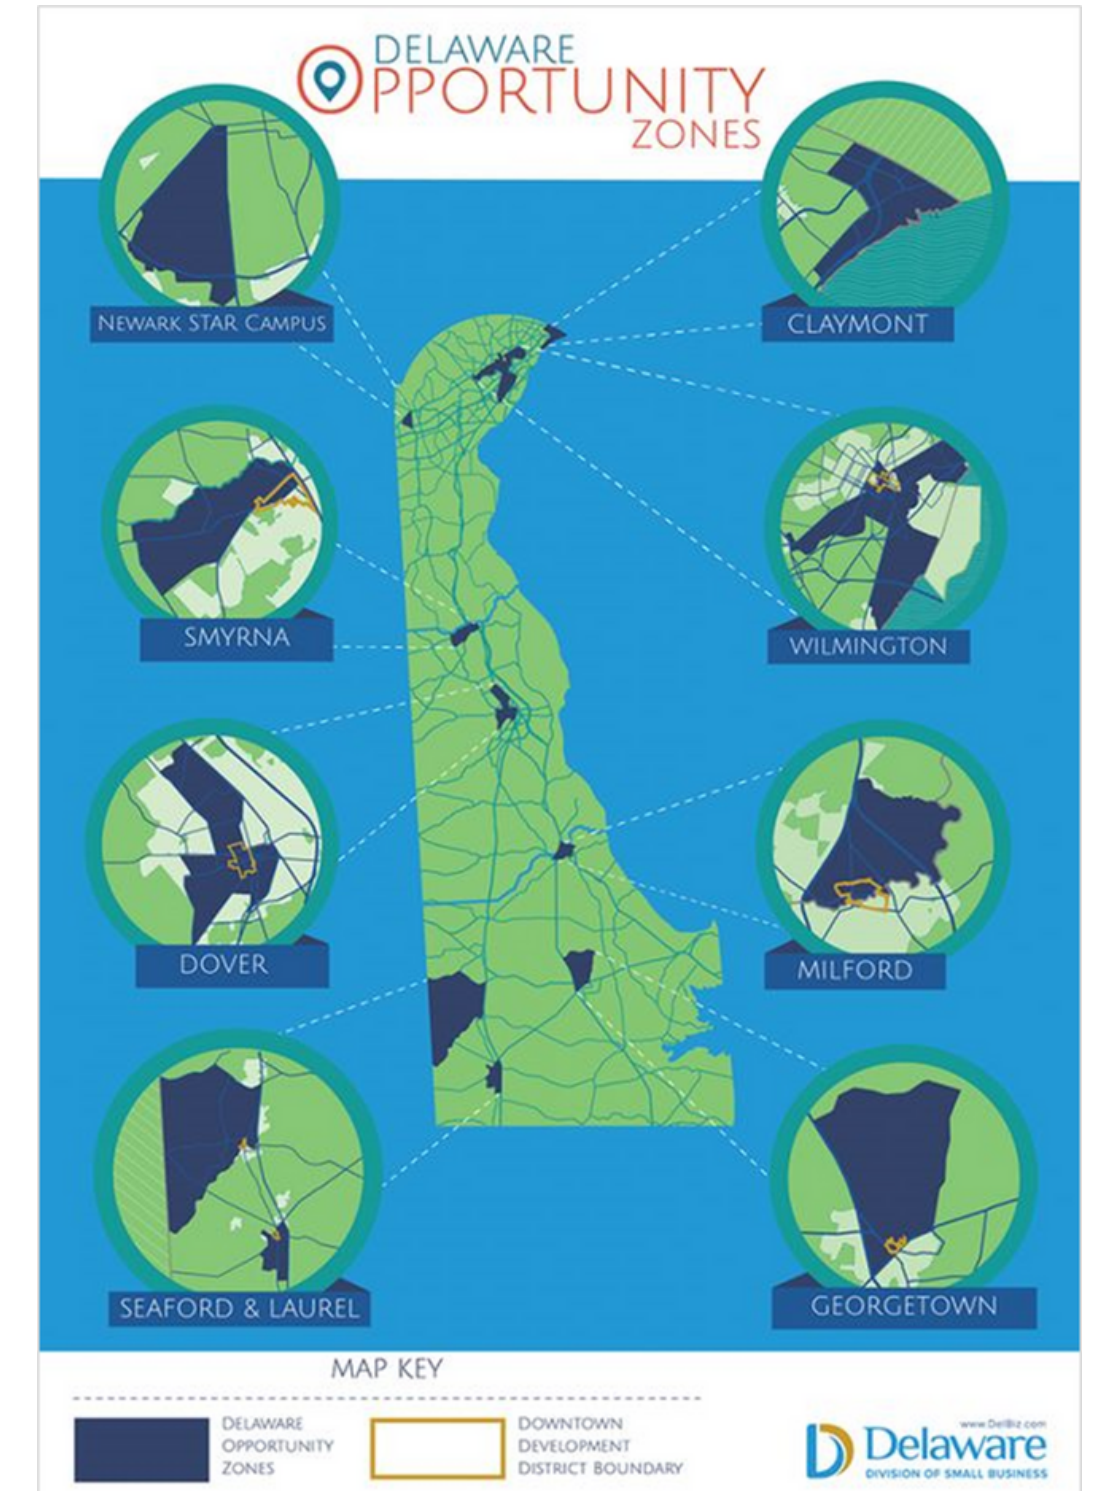 DELAWARE
OPPORTUNITY
ZONES
NEWARK STAR CAMPUS
CLAYMONT
SMYRNA
WILMINGTON
DOVER
MILFORD
SEAFORD & LAUREL
GEORGETOWN
MAP KEY
DELAWARE
OPPORTUNITY
ZONES
DOWNTOWN
DEVELOPMENT
DISTRICT BOUNDARY
www.DelBiz.com
Delaware
DIVISION OF SMALL BUSINESS